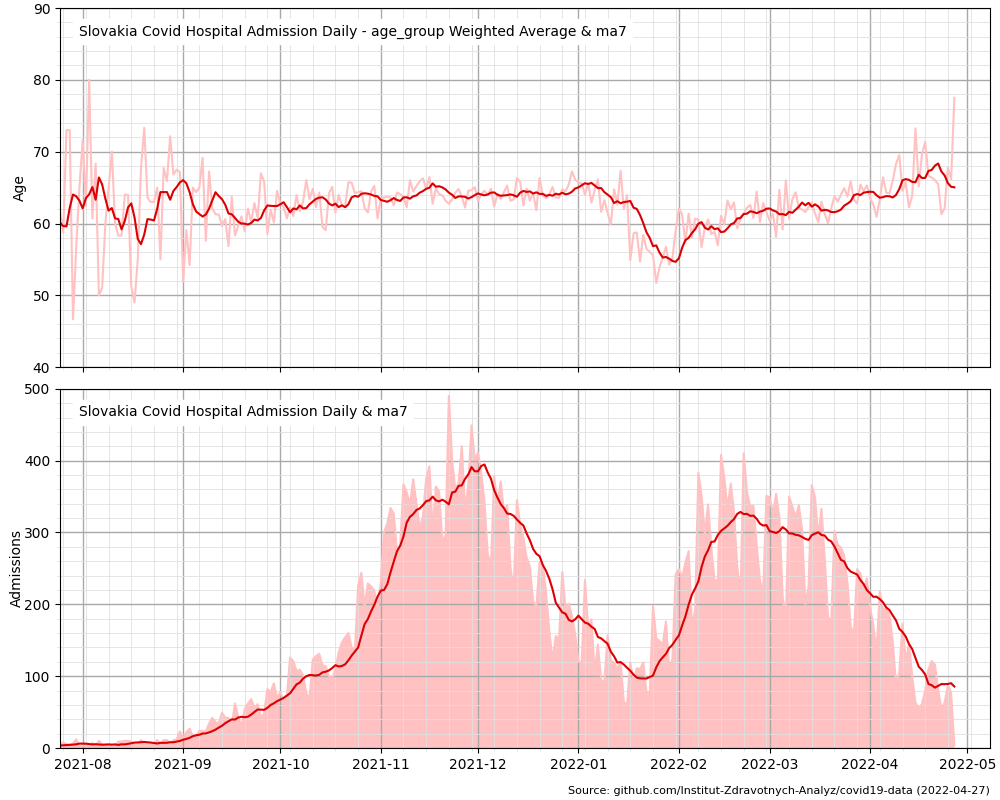 90
Slovakia Covid Hospital Admission Daily - age_group Weighted Average & ma7
80
70
Age
60
50
40
500
Slovakia Covid Hospital Admission Daily & ma7
400
300
Admissions
200
100
0
2021-08 2021-09 2021-10 2021-11 2021-12 2022-01 2022-02 2022-03 2022-04 2022-05
Source: github.com/Institut-Zdravotnych-Analyz/covid19-data (2022-04-27)